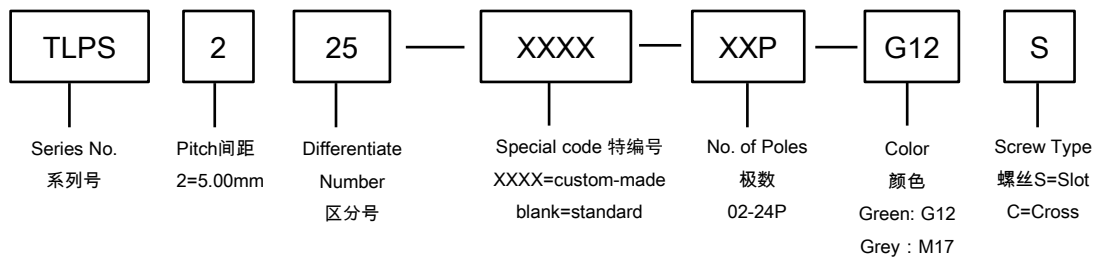 TLPS 2 25 — XXXX — XXP — G12 S
Series No.
系列号
Pitch间距
2=5.00mm
Differentiate
Number
区分号
Special code 特编号
XXXX=custom-made
blank=standard
No. of Poles
极数
02-24P
Color
颜色
Green: G12
Grey : M17
Screw Type
螺丝S=Slot
C=Cross